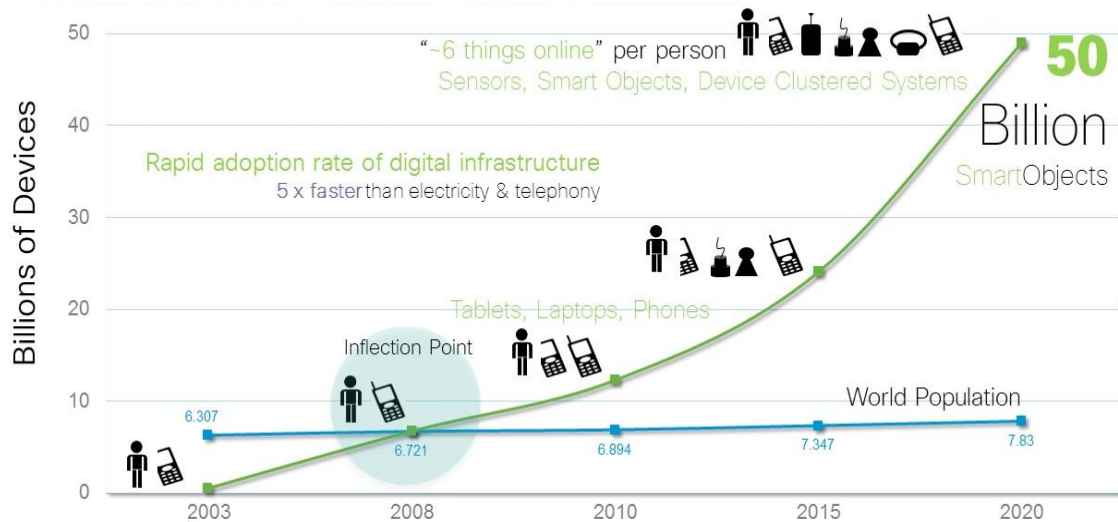 50
"~6 things online" per person
Sensors, Smart Objects, Device Clustered Systems
50
Billion
SmartObjects
40
Rapid adoption rate of digital infrastructure
5 x faster than electricity & telephony
Billions of Devices
30
20
Tablets, Laptops, Phones
Inflection Point
10
World Population
6.307
6.721
6.894
7.347
7.83
0
2003
2008
2010
2015
2020